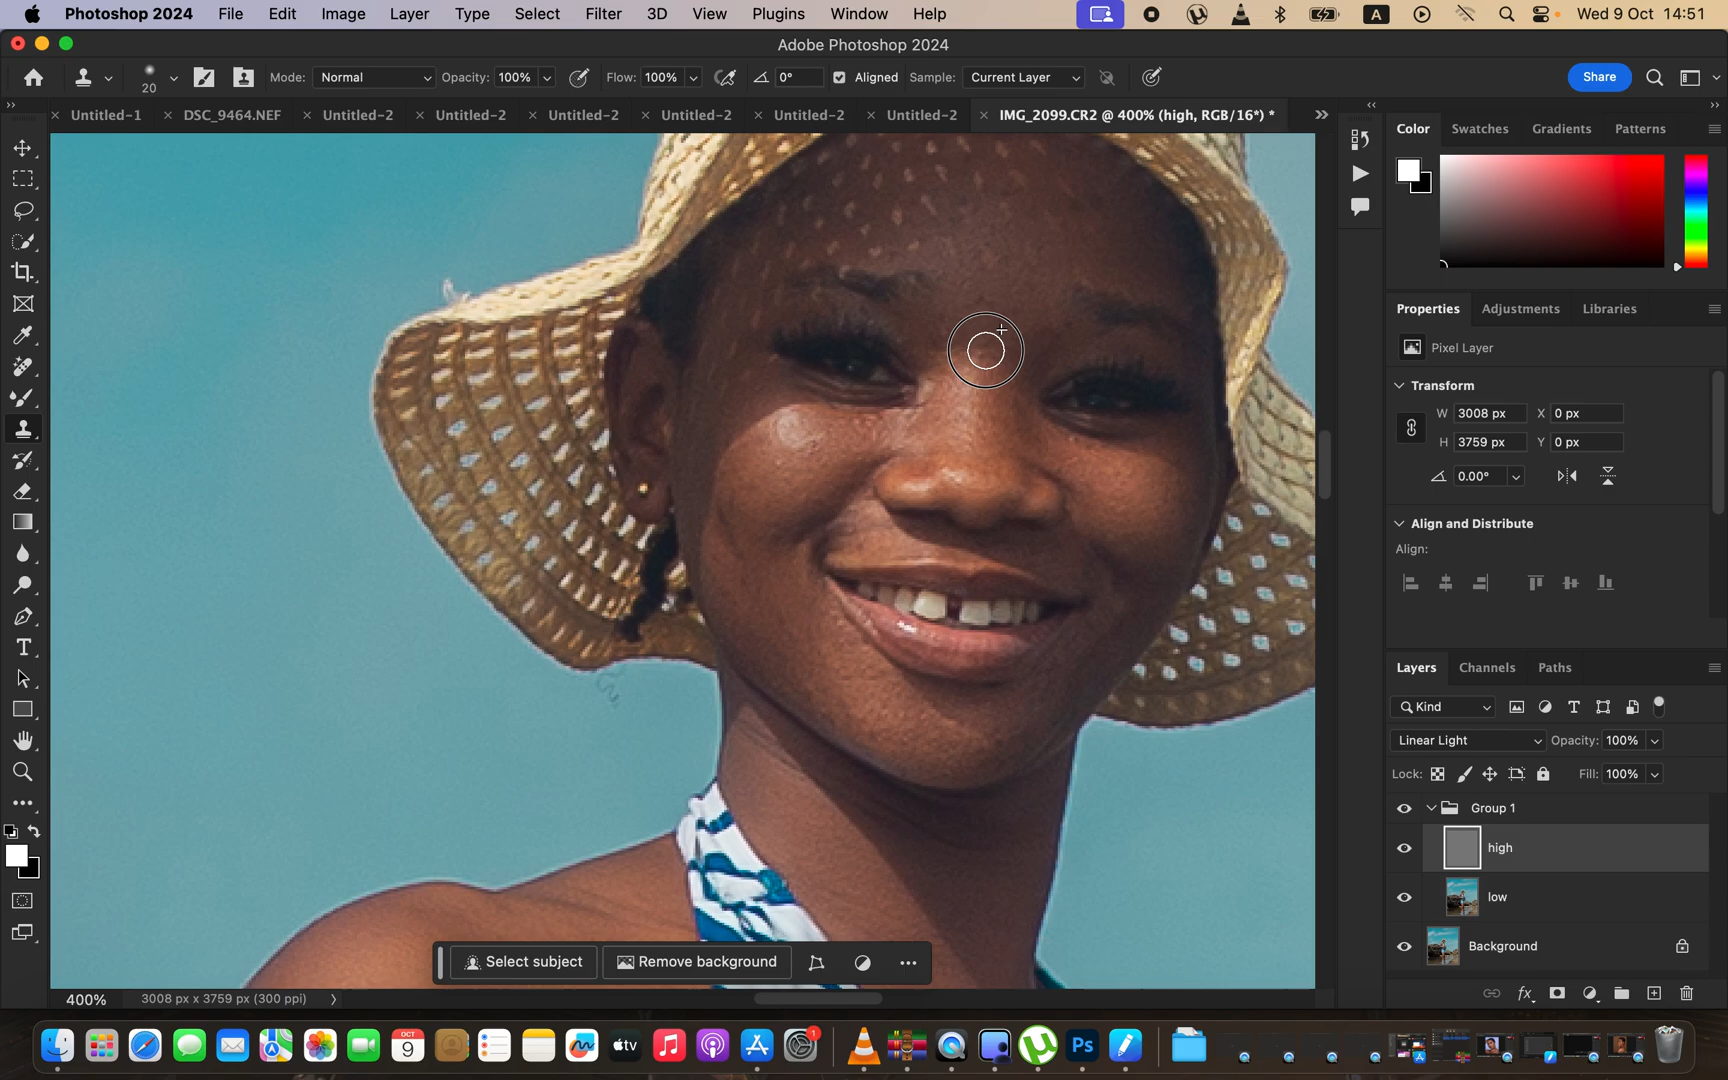 Photoshop 2024 File Edit Image Layer Type Select Filter 3D View Plugins Window Help A Wed 9 Oct 14:51
Adobe Photoshop 2024
20 Mode: Normal Opacity: 100% Flow: 100% 0° Aligned Sample: Current Layer Share
Untitled-1 DSC_9464.NEF Untitled-2 Untitled-2 Untitled-2 Untitled-2 Untitled-2 Untitled-2 IMG_2099.CR2 @ 400% (high, RGB/16*) *
Color Swatches Gradients Patterns
Properties Adjustments Libraries
Pixel Layer
Transform
W 3008 px X 0 px
H 3759 px Y 0 px
0.00°
Align and Distribute
Align:
Layers Channels Paths
Kind
Linear Light Opacity: 100%
Lock: Fill: 100%
Group 1
high
low
Background
Select subject Remove background
400% 3008 px x 3759 px (300 ppi)
OCT
9
tv
1
Ps